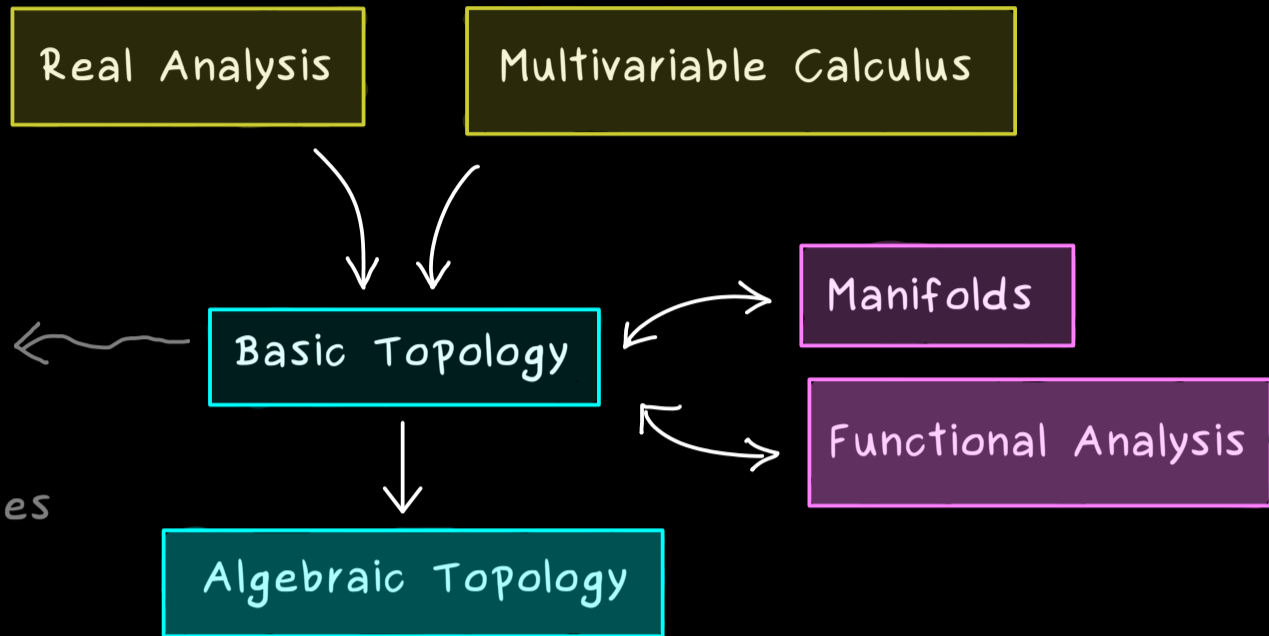 Real Analysis
Multivariable Calculus
Manifolds
Basic Topology
Functional Analysis
es
Algebraic Topology